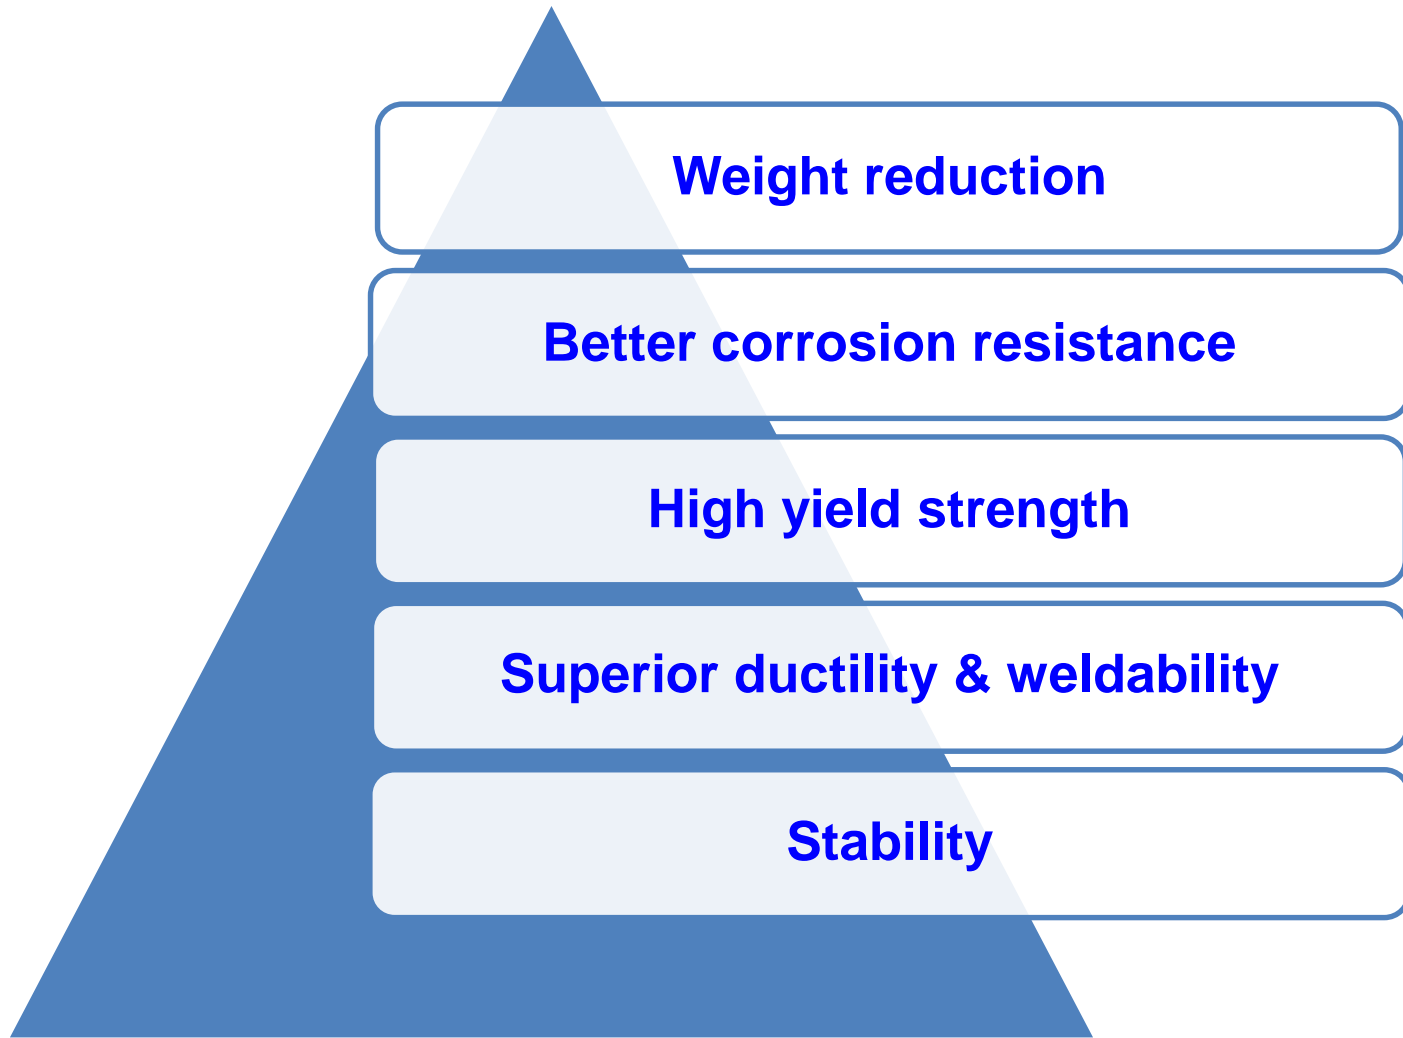 Weight reduction
Better corrosion resistance
High yield strength
Superior ductility & weldability
Stability